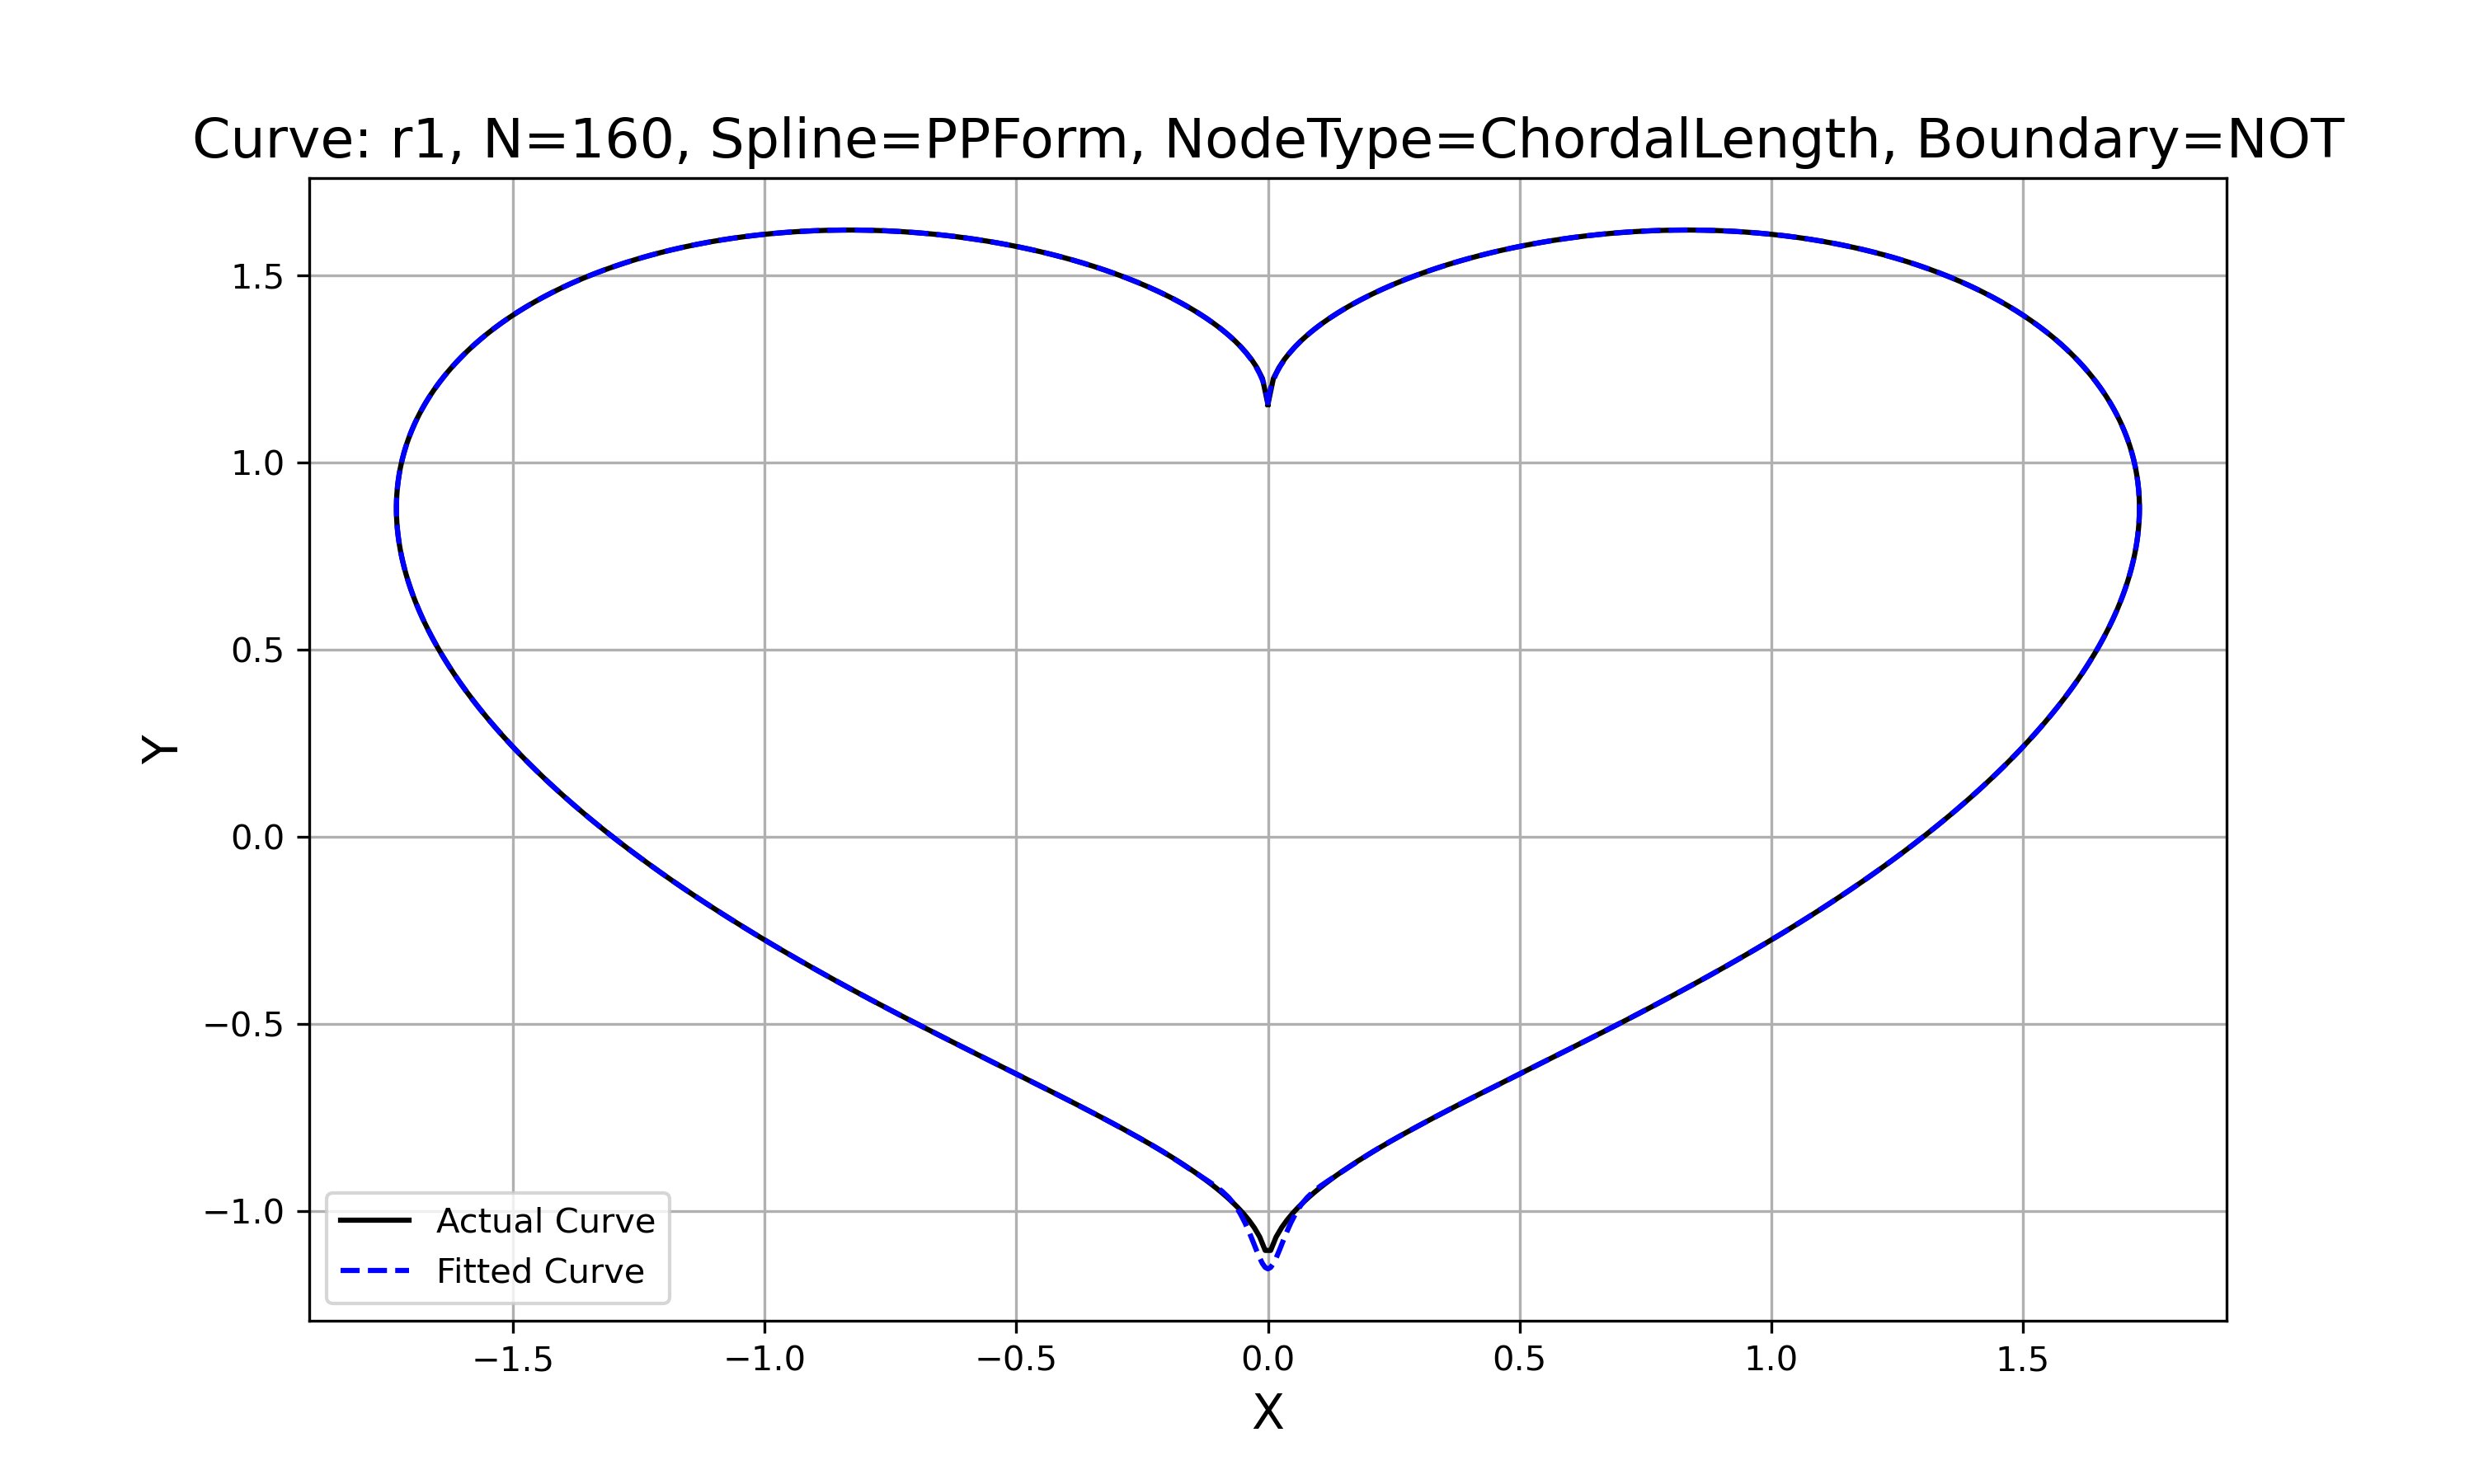 Curve: r1, N=160, Spline=PPForm, NodeType=ChordalLength, Boundary=NOT
1.5
1.0
0.5
0.0
−0.5
−1.0
Y
Actual Curve
Fitted Curve
−1.5 −1.0 −0.5 0.0 0.5 1.0 1.5
X